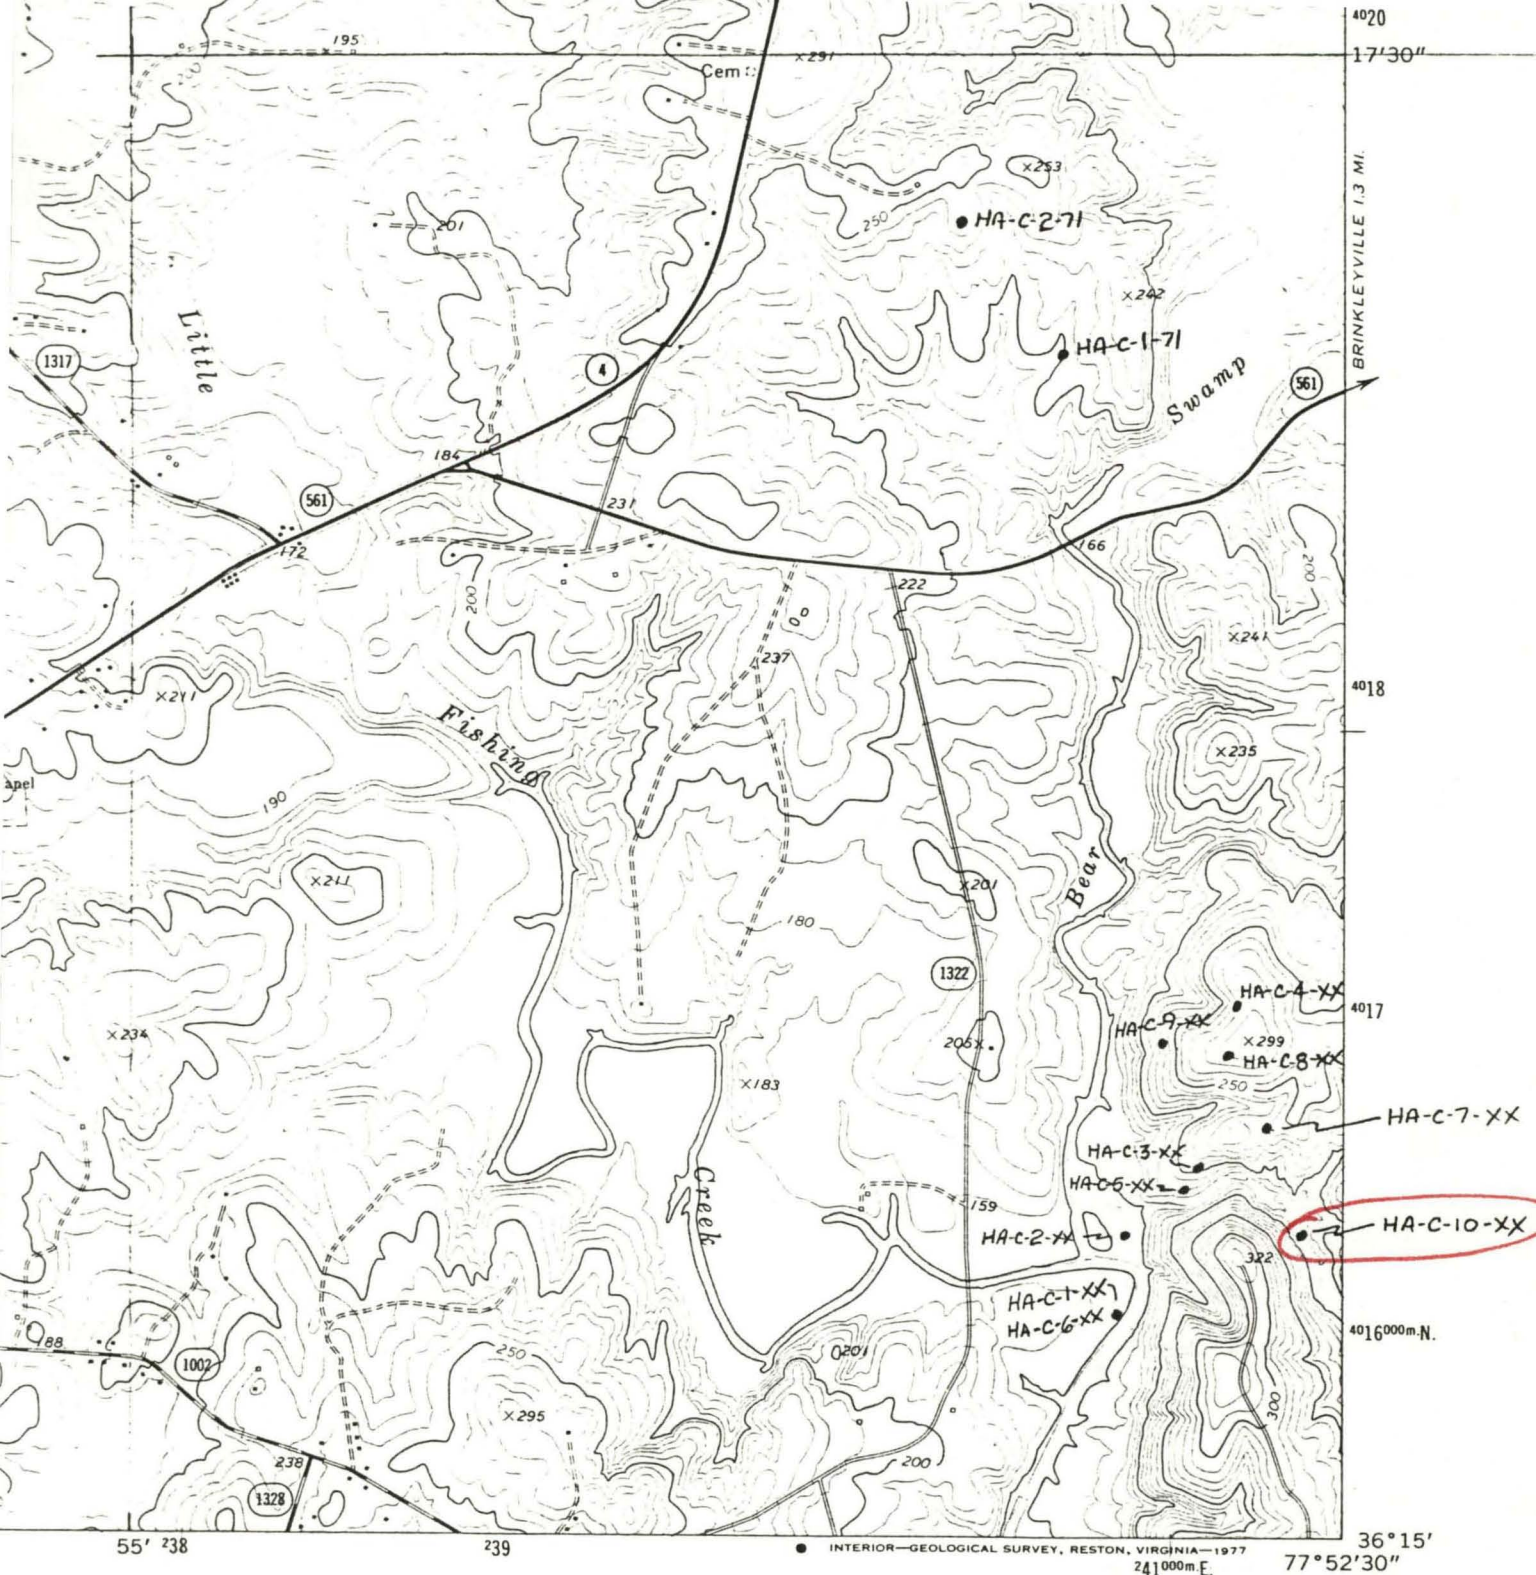 4020
195
17'30"
x291
Cem
x253
250
HA-C-2-71
201
BRINKLEYVILLE 1.3 MI.
x242
Little
HA-C-1-71
1317
4
Swamp
561
184
561
231
172
166
222
200
200
x241
237
4018
x211
Fishing
x235
apel
190
Bear
x211
x201
180
1322
HA-C-4-XX
4017
HA-C-9-XX
x234
205x
x299
HA-C-8-XX
x183
250
HA-C-7-XX
HA-C-3-XX
HA-C-5-XX
Creek
159
HA-C-10-XX
HA-C-2-XX
322
HA-C-1-XX
HA-C-6-XX
4016000m.N.
188
250
201
1002
300
x295
238
200
1328
36°15'
55' 238
239
INTERIOR—GEOLOGICAL SURVEY, RESTON, VIRGINIA—1977
241000m.E.
77°52'30"